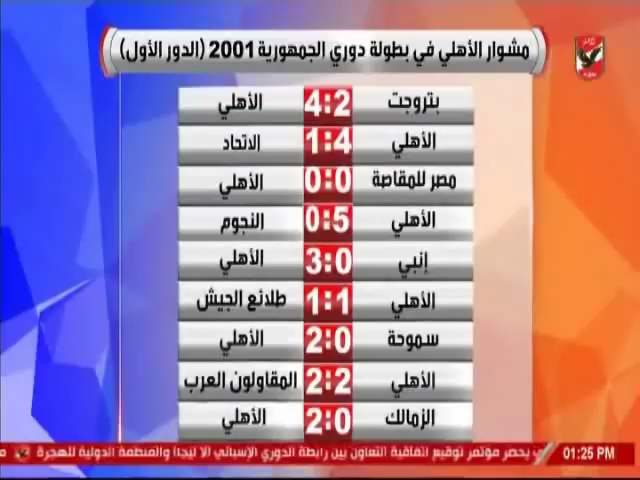 مشوار الأهلي في بطولة دوري الجمهورية 2001 (الدور الأول)
بتروجت 4:2 الأهلي
الأهلي 1:4 الاتحاد
مصر للمقاصة 0:0 الأهلي
الأهلي 0:5 النجوم
إنبي 3:0 الأهلي
الأهلي 1:1 طلائع الجيش
سموحة 2:0 الأهلي
الأهلي 2:2 المقاولون العرب
الزمالك 2:0 الأهلي
01:25 PM ي يحضر مؤتمر توقيع اتفاقية التعاون بين رابطة الدوري الإسباني الا ليجا والمنظمة الدولية للهجرة